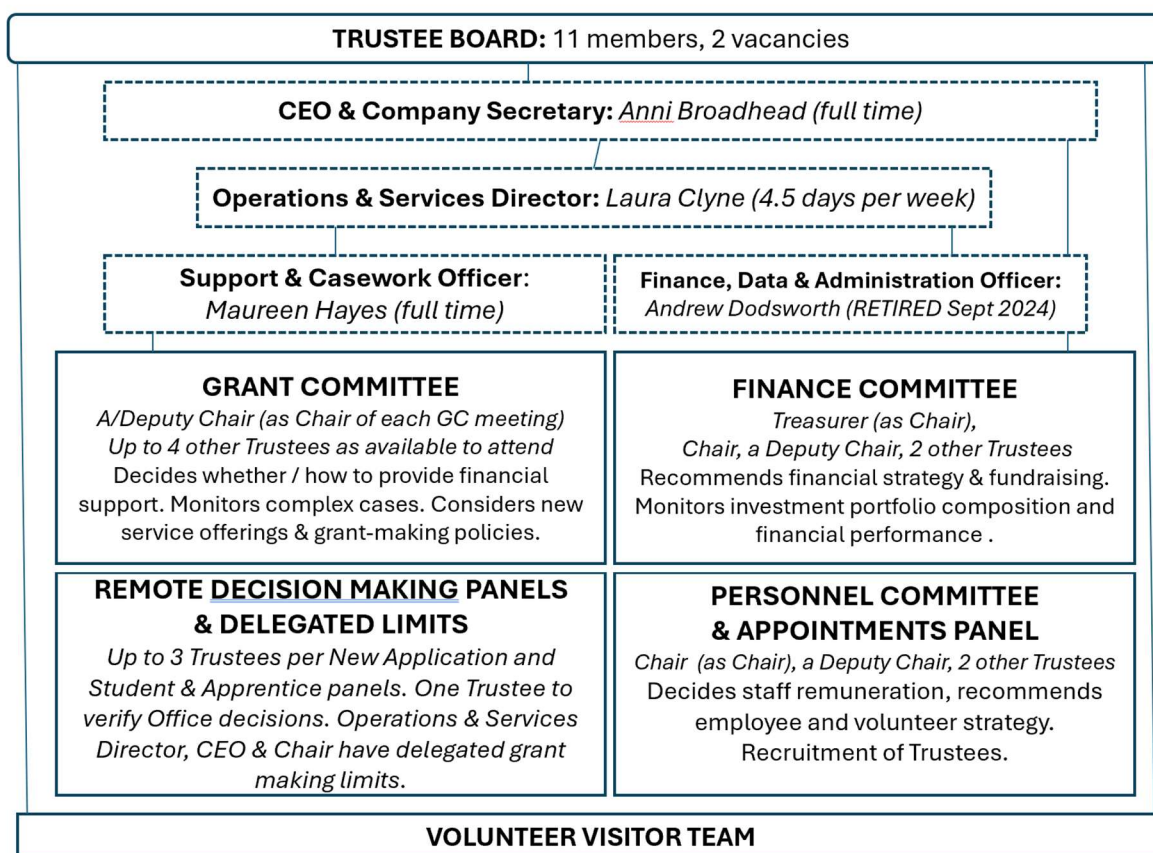 TRUSTEE BOARD: 11 members, 2 vacancies
CEO & Company Secretary: Anni Broadhead (full time)
Operations & Services Director: Laura Clyne (4.5 days per week)
Support & Casework Officer:
Maureen Hayes (full time)
Finance, Data & Administration Officer:
Andrew Dodsworth (RETIRED Sept 2024)
GRANT COMMITTEE
A/Deputy Chair (as Chair of each GC meeting)
Up to 4 other Trustees as available to attend
Decides whether / how to provide financial
support. Monitors complex cases. Considers new
service offerings & grant-making policies.
FINANCE COMMITTEE
Treasurer (as Chair),
Chair, a Deputy Chair, 2 other Trustees
Recommends financial strategy & fundraising.
Monitors investment portfolio composition and
financial performance .
REMOTE DECISION MAKING PANELS
& DELEGATED LIMITS
Up to 3 Trustees per New Application and
Student & Apprentice panels. One Trustee to
verify Office decisions. Operations & Services
Director, CEO & Chair have delegated grant
making limits.
PERSONNEL COMMITTEE
& APPOINTMENTS PANEL
Chair (as Chair), a Deputy Chair, 2 other Trustees
Decides staff remuneration, recommends
employee and volunteer strategy.
Recruitment of Trustees.
VOLUNTEER VISITOR TEAM